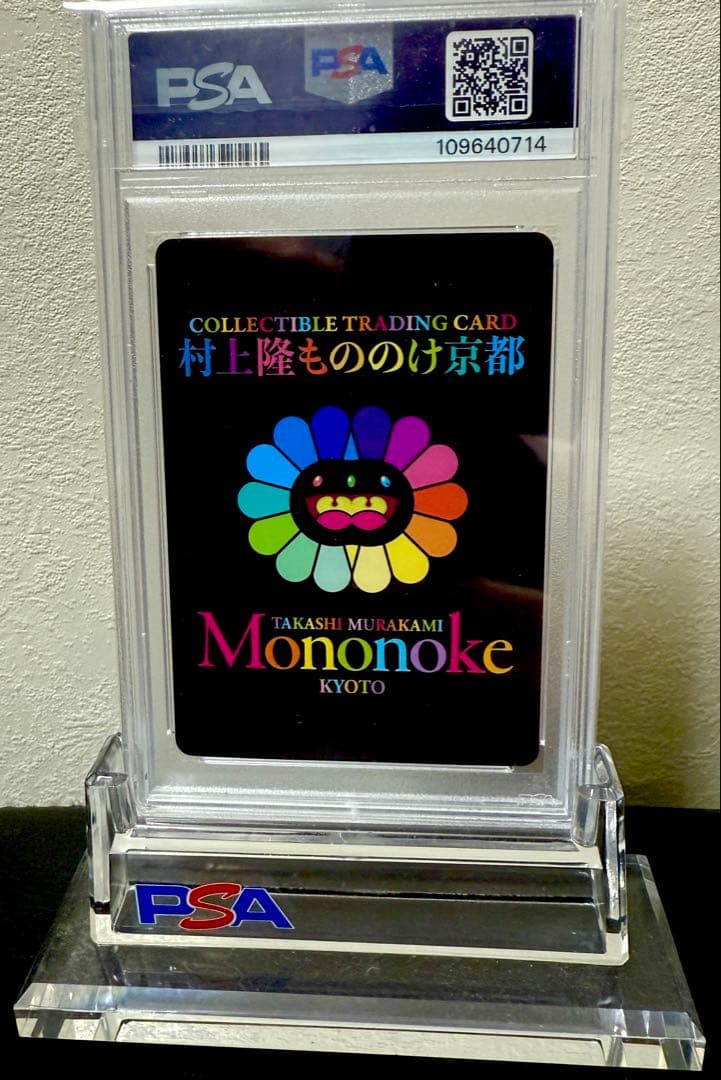 PSA
PSA
109640714
COLLECTIBLE TRADING CARD
村上隆もののけ京都
TAKASHI MURAKAMI
Mononoke
KYOTO
PSA